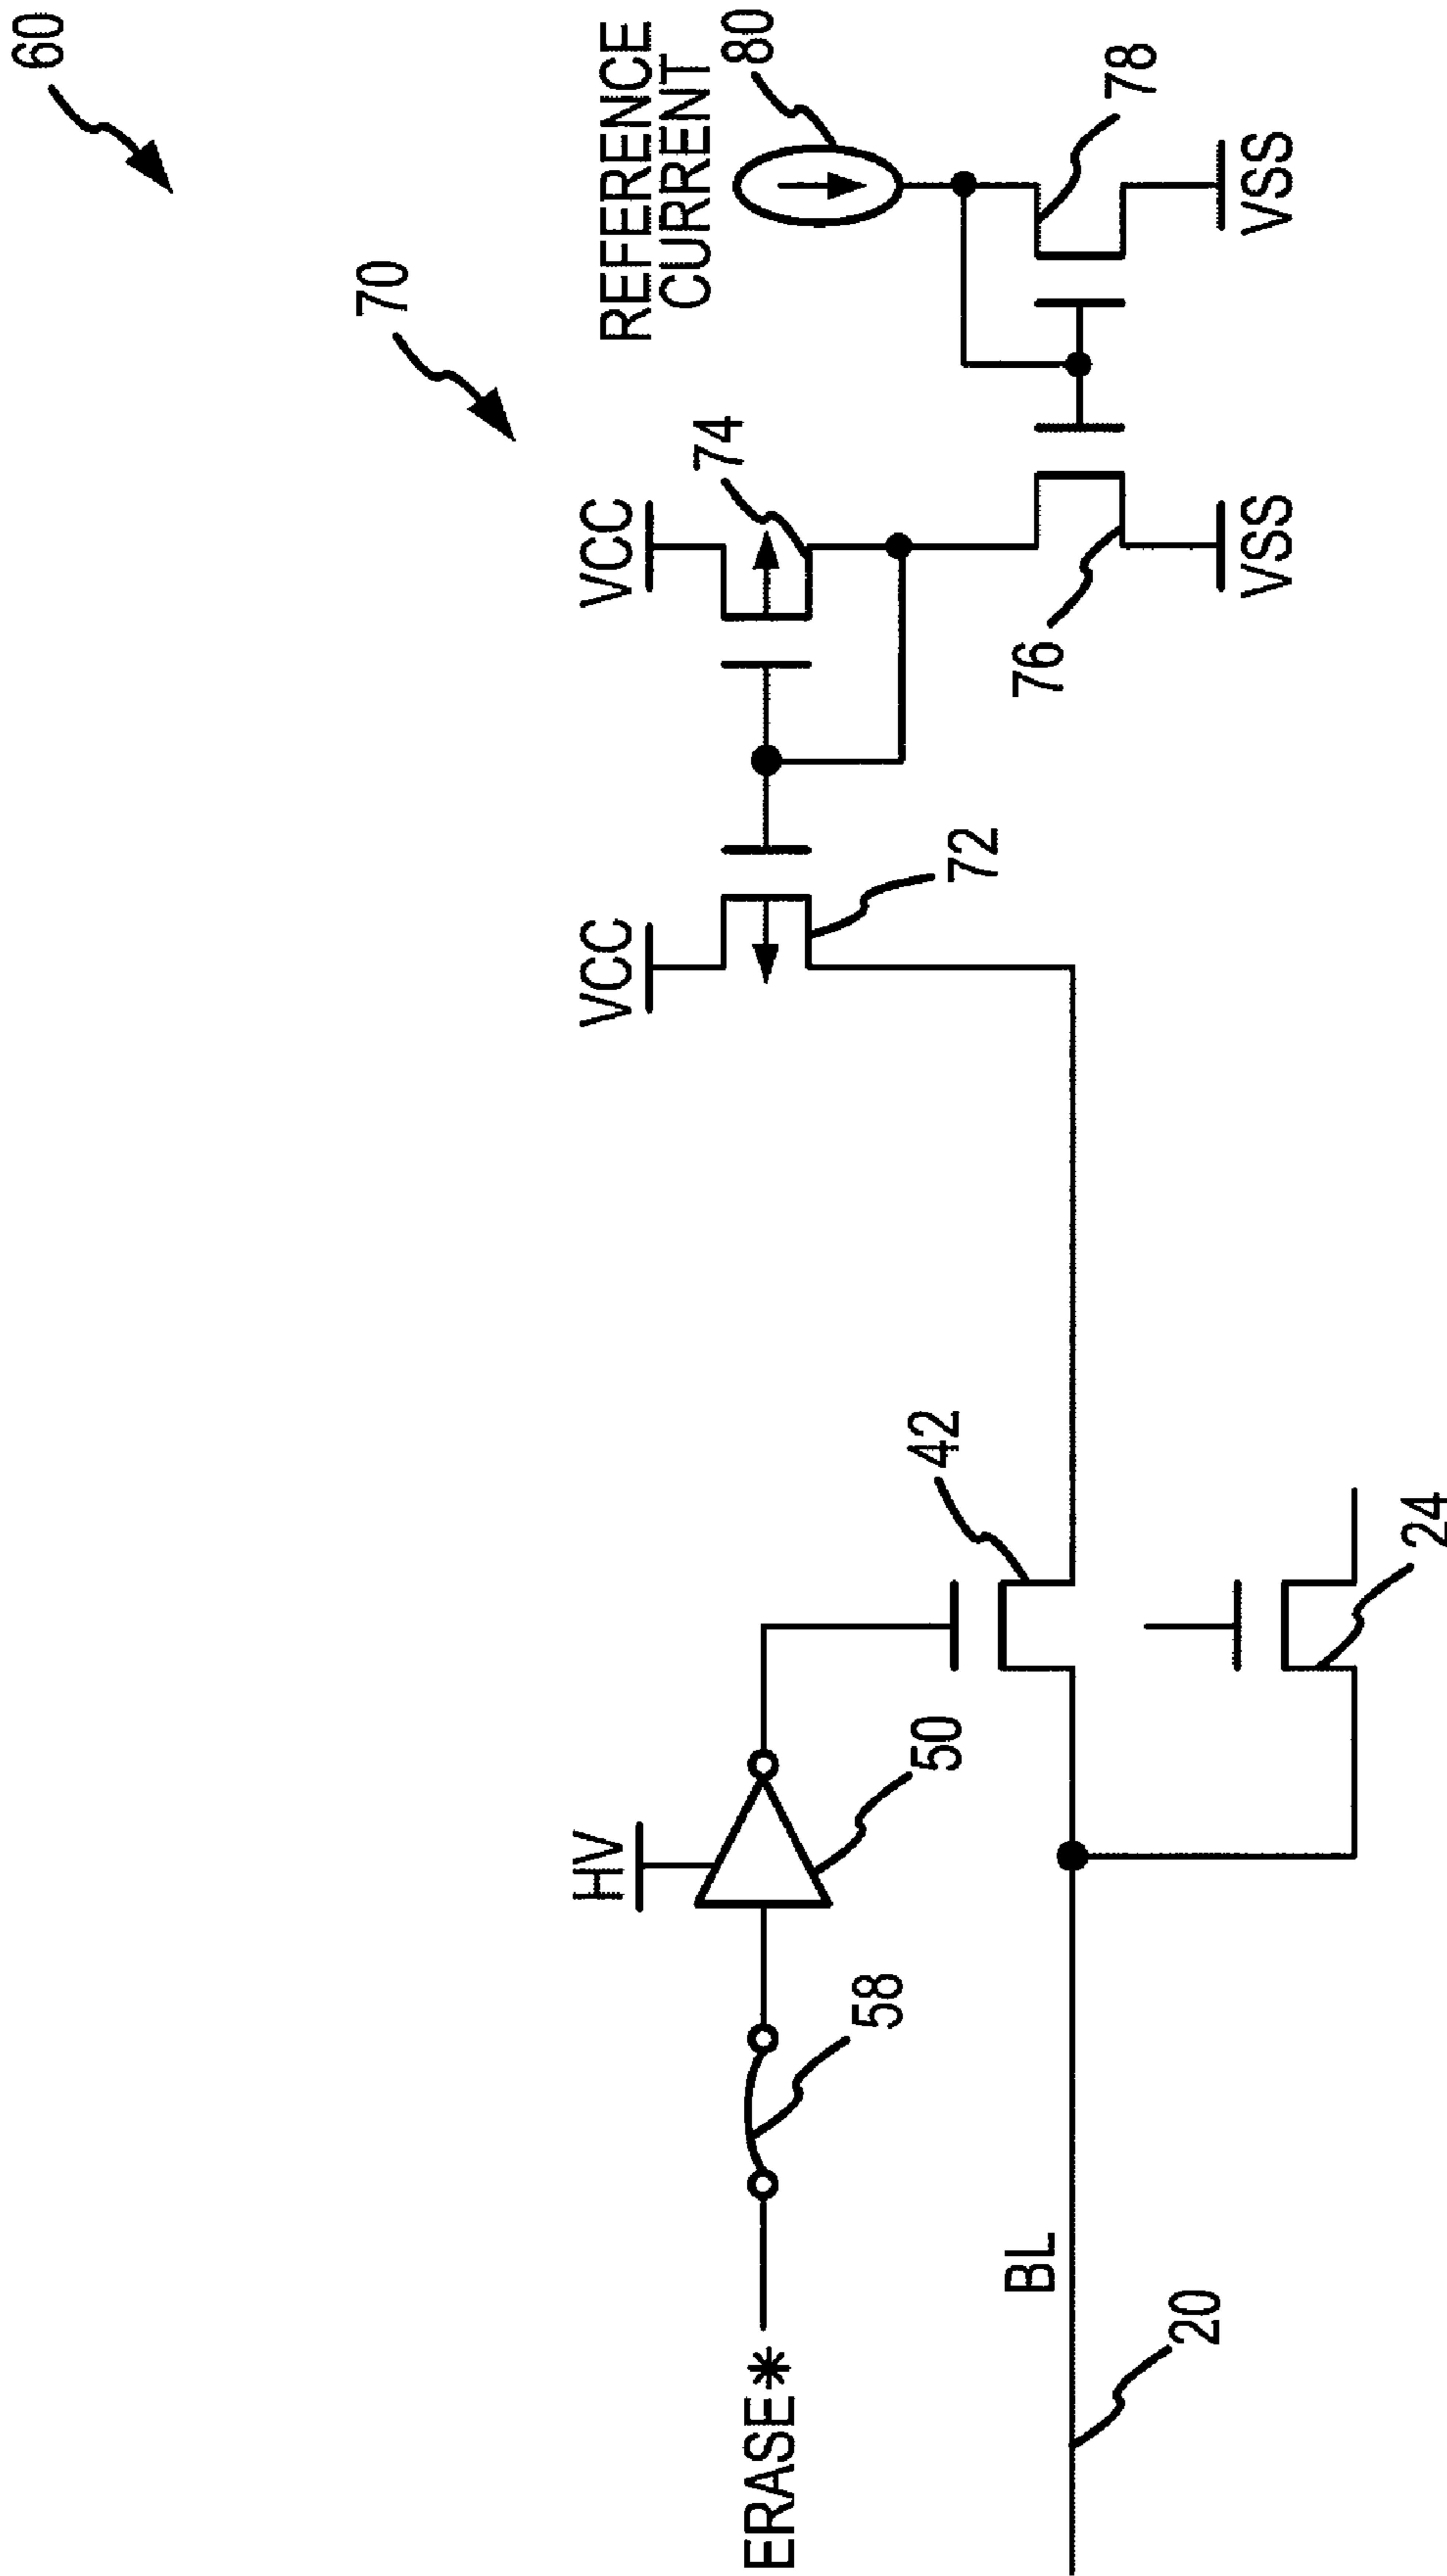 60
70
REFERENCE
CURRENT
80
VCC
VCC
74
78
72
76
VSS
VSS
HV
ERASE*
58
50
42
BL
20
24